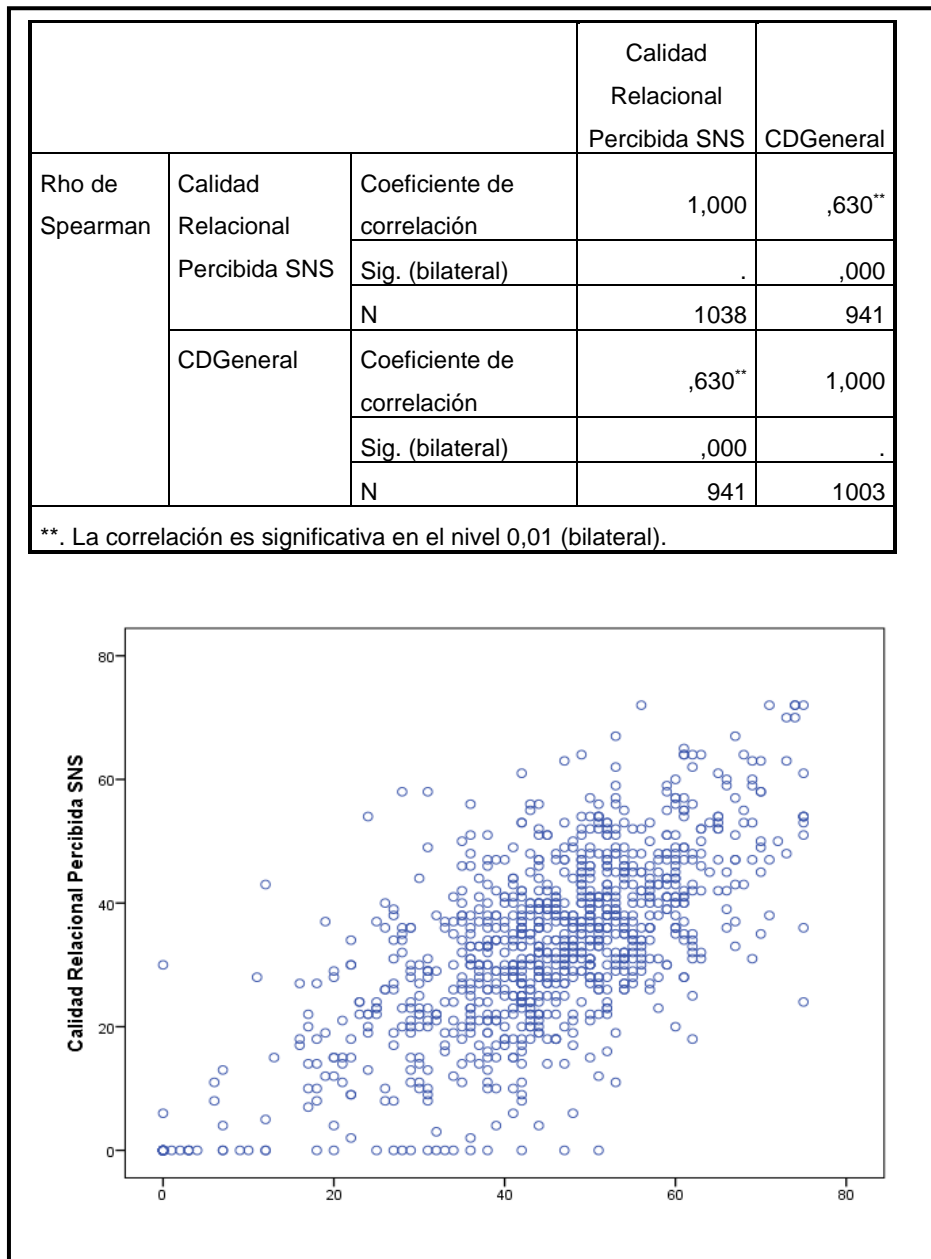 Calidad
Relacional
Percibida SNS
CDGeneral
Rho de
Spearman
Calidad
Relacional
Percibida SNS
Coeficiente de
correlación
1,000
,630**
Sig. (bilateral)
.
,000
N
1038
941
CDGeneral
Coeficiente de
correlación
,630**
1,000
Sig. (bilateral)
,000
.
N
941
1003
**. La correlación es significativa en el nivel 0,01 (bilateral).
Calidad Relacional Percibida SNS
80
60
40
20
0
0
20
40
60
80